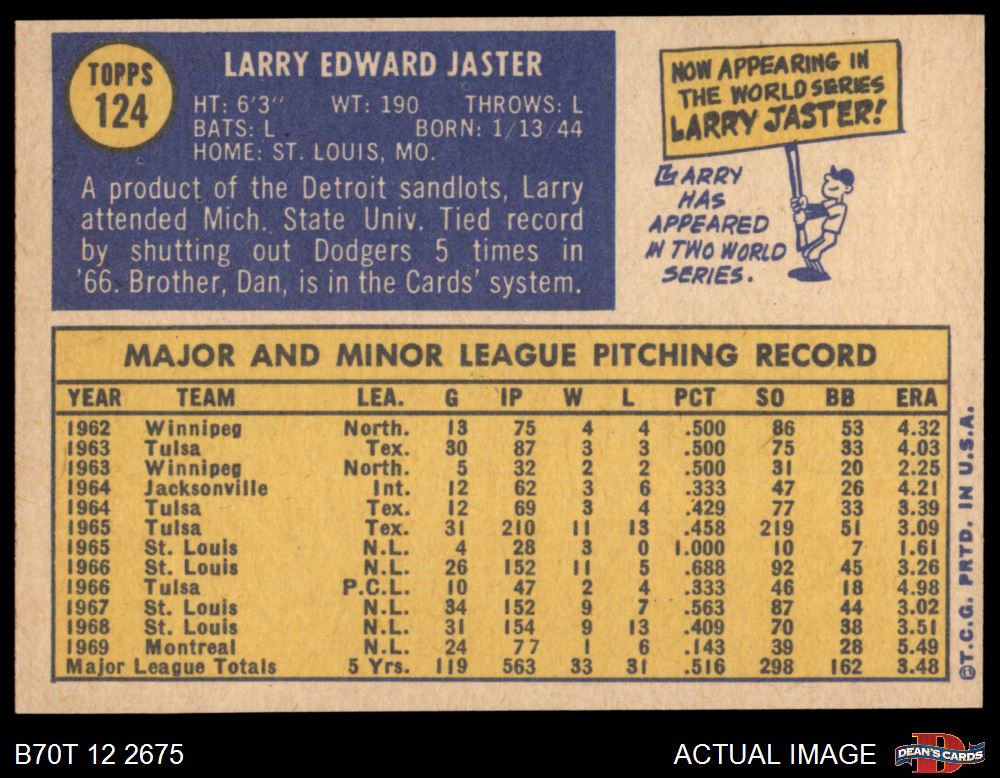 TOPPS
124
LARRY EDWARD JASTER
HT: 6'3" WT: 190 THROWS: L
BATS: L BORN: 1/13/44
HOME: ST. LOUIS, MO.
A product of the Detroit sandlots, Larry
attended Mich. State Univ. Tied record
by shutting out Dodgers 5 times in
'66. Brother, Dan, is in the Cards' system.
NOW APPEARING IN
THE WORLD SERIES
LARRY JASTER!
LARRY
HAS
APPEARED
IN TWO WORLD
SERIES.
MAJOR AND MINOR LEAGUE PITCHING RECORD
YEAR TEAM LEA. G IP W L PCT SO BB ERA
1962 Winnipeg North. 13 75 4 4 .500 86 53 4.32
1963 Tulsa Tex. 30 87 3 3 .500 75 33 4.03
1963 Winnipeg North. 5 32 2 2 .500 31 20 2.25
1964 Jacksonville Int. 12 62 3 6 .333 47 26 4.21
1964 Tulsa Tex. 12 69 3 4 .429 77 33 3.39
1965 Tulsa Tex. 31 210 11 13 .458 219 51 3.09
1965 St. Louis N.L. 4 28 3 0 1.000 10 7 1.61
1966 St. Louis N.L. 26 152 11 5 .688 92 45 3.26
1966 Tulsa P.C.L. 10 47 2 4 .333 46 18 4.98
1967 St. Louis N.L. 34 152 9 7 .563 87 44 3.02
1968 St. Louis N.L. 31 154 9 13 .409 70 38 3.51
1969 Montreal N.L. 24 77 1 6 .143 39 28 5.49
Major League Totals 5 Yrs. 119 563 33 31 .516 298 162 3.48
©T.C.G. PRTD. IN U.S.A.
B70T 12 2675
ACTUAL IMAGE
DEAN'S CARDS